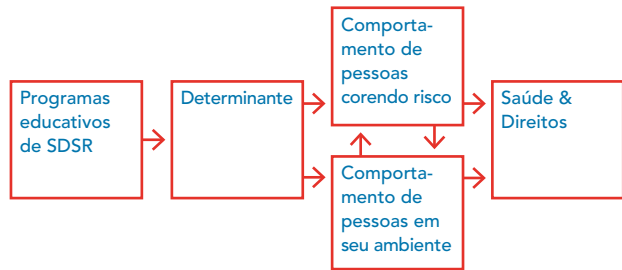 Programas
educativos
de SDSR
Determinante
Comporta-
mento de
pessoas
corendo risco
Comporta-
mento de
pessoas em
seu ambiente
Saúde &
Direitos